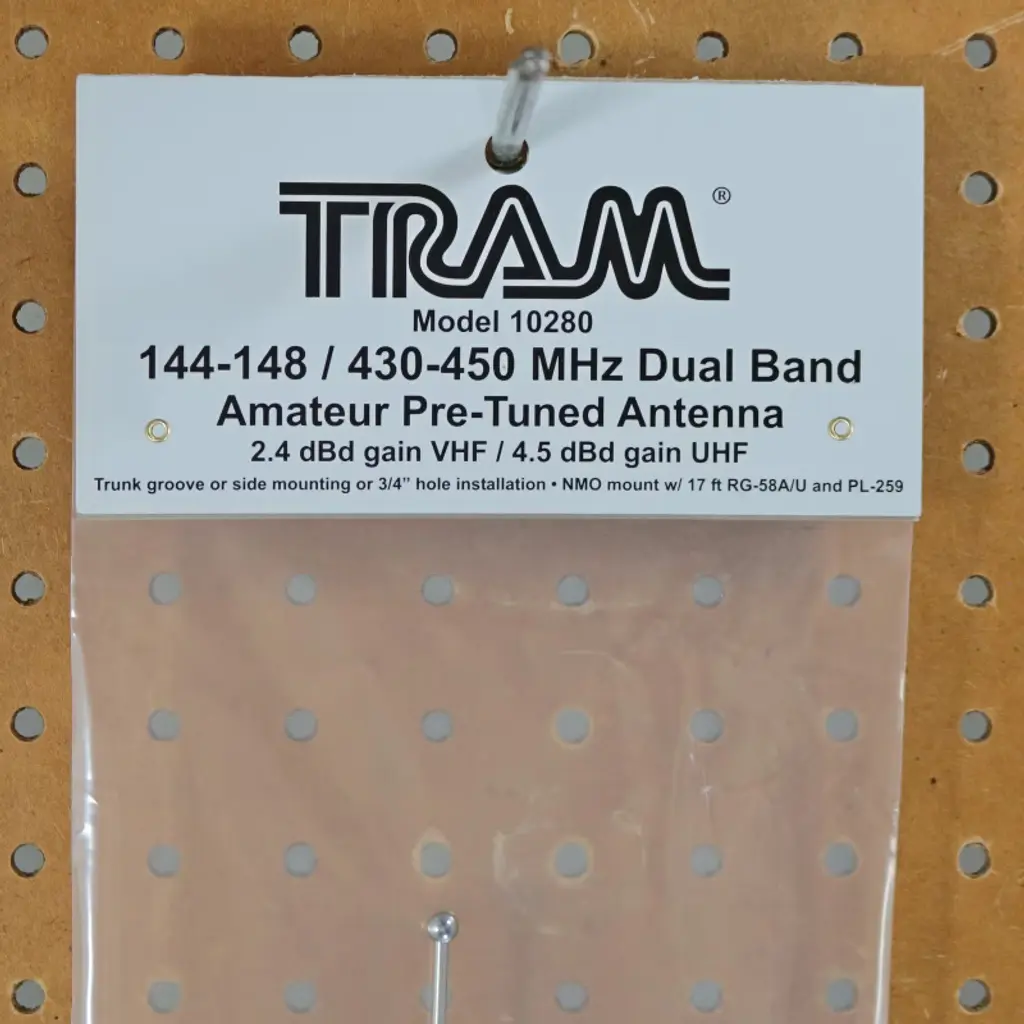 TRAM®
Model 10280
144-148 / 430-450 MHz Dual Band
Amateur Pre-Tuned Antenna
2.4 dBd gain VHF / 4.5 dBd gain UHF
Trunk groove or side mounting or 3/4” hole installation • NMO mount w/ 17 ft RG-58A/U and PL-259